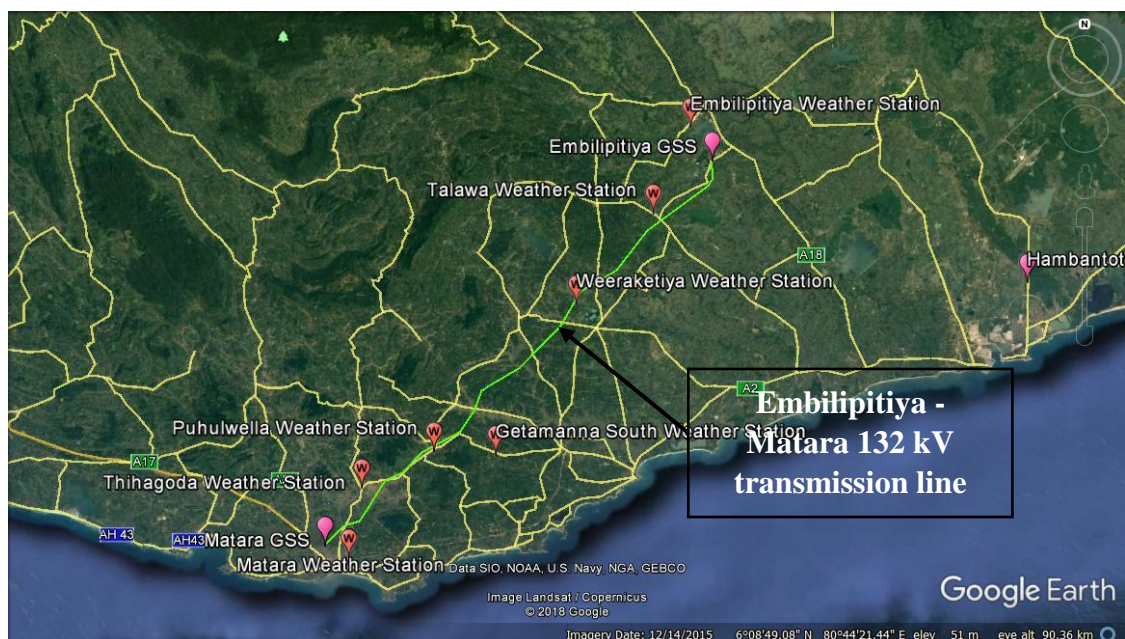 N
Embilipitiya Weather Station
Embilipitiya GSS
Talawa Weather Station
W
W
A18
Hambantot
Weeraketiya Weather Station
W
A2
Embilipitiya -
Matara 132 kV
transmission line
Puhulwella Weather Station
W
Getamanna South Weather Station
W
A17
Thihagoda Weather Station
W
AH 43
AH43
Matara GSS
W
Matara Weather Station
Data SIO, NOAA, U.S. Navy, NGA, GEBCO
Image Landsat / Copernicus
© 2018 Google
Google Earth
Imagery Date: 12/14/2015 6°08'49.08" N 80°44'21.44" E elev 51 m eye alt 90.36 km